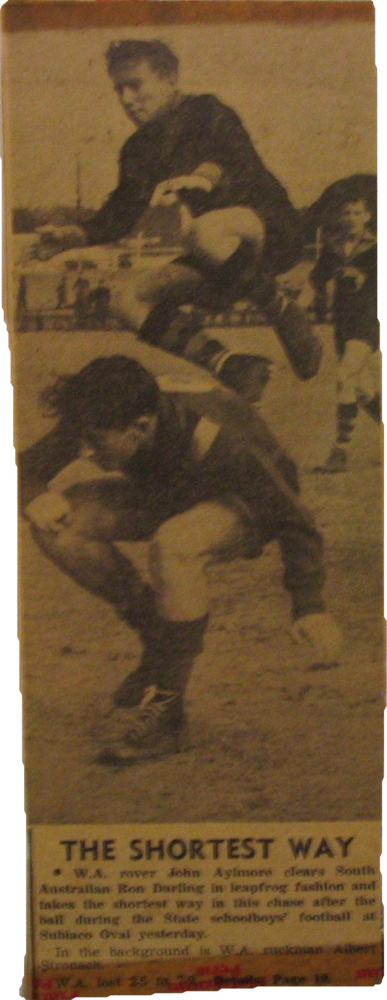 THE SHORTEST WAY
• W.A. rover John Aylmore clears South
Australian Ron Darling in leapfrog fashion and
takes the shortest way in this chase after the
ball during the State schoolboys' football at
Subiaco Oval yesterday.
In the background is W.A. ruckman Albert
Stronach.
W.A. lost 2-5 to 7-9. Details Page 19.